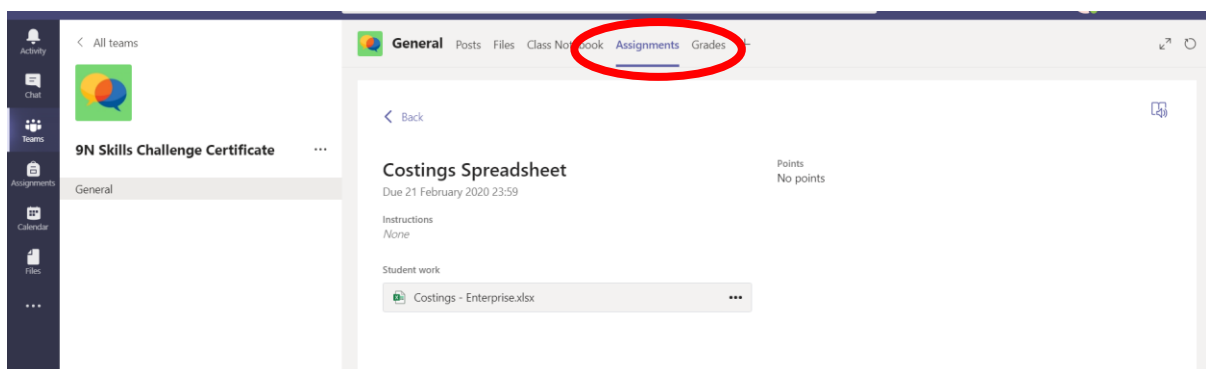 Activity
Chat
Teams
Assignments
Calendar
Files
All teams
9N Skills Challenge Certificate
General
General Posts Files Class Notebook Assignments Grades
Back
Costings Spreadsheet
Due 21 February 2020 23:59
Instructions
None
Student work
Costings - Enterprise.xlsx
Points
No points